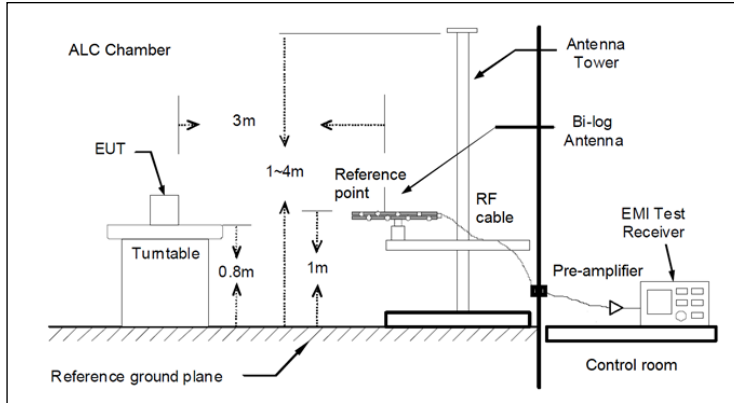 ALC Chamber
Antenna
Tower
3m
Bi-log
Antenna
EUT
1~4m
Reference
point
RF
cable
EMI Test
Receiver
Turntable
0.8m
1m
Pre-amplifier
Reference ground plane
Control room